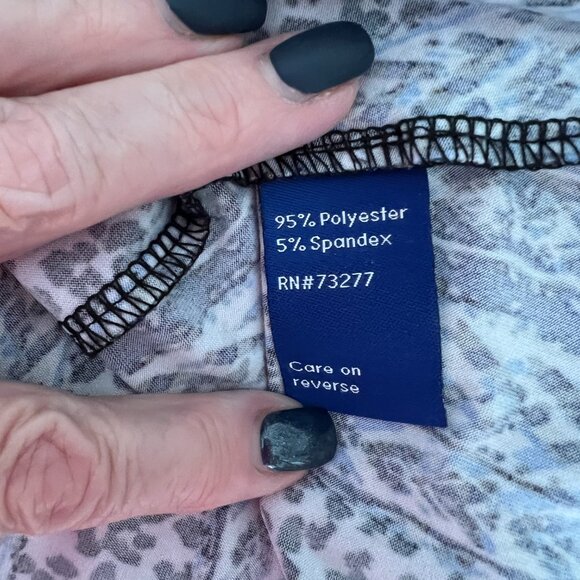 95% Polyester
5% Spandex
RN#73277
Care on
reverse